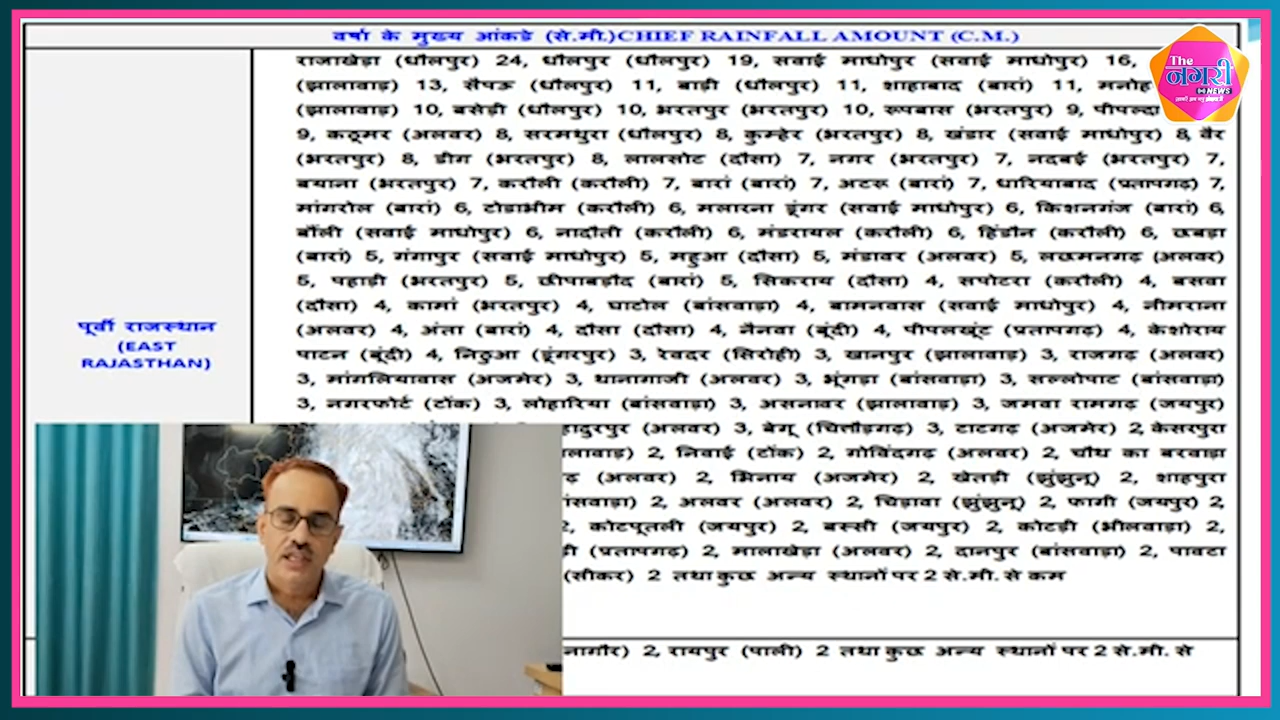 वर्षा के मुख्य आंकडे (से.मी.)CHIEF RAINFALL AMOUNT (C.M.)
The
नगरी
NEWS
राजाखेड़ा (धौलपुर) 24, धौलपुर (धौलपुर) 19, सवाई माधोपुर (सवाई माधोपुर) 16,
(झालावाड़) 13, सैंपऊ (धौलपुर) 11, बाड़ी (धौलपुर) 11, शाहाबाद (बारां) 11, मनोह
(झालावाड़) 10, बसेड़ी (धौलपुर) 10, भरतपुर (भरतपुर) 10, रूपबास (भरतपुर) 9, पीपल्दा
9, कठूमर (अलवर) 8, सरमथुरा (धौलपुर) 8, कुम्हेर (भरतपुर) 8, खंडार (सवाई माधोपुर) 8, वैर
(भरतपुर) 8, डीग (भरतपुर) 8, लालसोट (दौसा) 7, नगर (भरतपुर) 7, नदबई (भरतपुर) 7,
बयाना (भरतपुर) 7, करौली (करौली) 7, बारां (बारां) 7, अटरू (बारां) 7, धारियाबाद (प्रतापगढ़) 7,
मांगरोल (बारां) 6, टोडाभीम (करौली) 6, मलारना डूंगर (सवाई माधोपुर) 6, किशनगंज (बारां) 6,
बौंली (सवाई माधोपुर) 6, नादौती (करौली) 6, मंडरायल (करौली) 6, हिंडौन (करौली) 6, छबड़ा
(बारां) 5, गंगापुर (सवाई माधोपुर) 5, महुआ (दौसा) 5, मंडावर (अलवर) 5, लछमनगढ़ (अलवर)
5, पहाड़ी (भरतपुर) 5, छीपाबड़ौद (बारां) 5, सिकराय (दौसा) 4, सपोटरा (करौली) 4, बसवा
(दौसा) 4, कामां (भरतपुर) 4, घाटोल (बांसवाड़ा) 4, बामनवास (सवाई माधोपुर) 4, नीमराना
(अलवर) 4, अंता (बारां) 4, दौसा (दौसा) 4, नैनवा (बूंदी) 4, पीपलखूंट (प्रतापगढ़) 4, केशोराय
पाटन (बूंदी) 4, निठुआ (डूंगरपुर) 3, रेवदर (सिरोही) 3, खानपुर (झालावाड़) 3, राजगढ़ (अलवर)
3, मांगलियावास (अजमेर) 3, थानागाजी (अलवर) 3, भूंगड़ा (बांसवाड़ा) 3, सल्लोपाट (बांसवाड़ा)
3, नगरफोर्ट (टोंक) 3, लोहारिया (बांसवाड़ा) 3, असनावर (झालावाड़) 3, जमवा रामगढ़ (जयपुर)
हादुरपुर (अलवर) 3, बेगू (चित्तौड़गढ़) 3, टाटगढ़ (अजमेर) 2, केसरपुरा
लावाड़) 2, निवाई (टोंक) 2, गोविंदगढ़ (अलवर) 2, चौथ का बरवाड़ा
ढ़ (अलवर) 2, भिनाय (अजमेर) 2, खेतड़ी (झुंझुनू) 2, शाहपुरा
ांसवाड़ा) 2, अलवर (अलवर) 2, चिड़ावा (झुंझुनू) 2, फागी (जयपुर) 2,
2, कोटपूतली (जयपुर) 2, बस्सी (जयपुर) 2, कोटड़ी (भीलवाड़ा) 2,
ड़ी (प्रतापगढ़) 2, मालाखेड़ा (अलवर) 2, दानपुर (बांसवाड़ा) 2, पावटा
(सीकर) 2 तथा कुछ अन्य स्थानों पर 2 से.मी. से कम
पूर्वी राजस्थान
(EAST
RAJASTHAN)
नागौर) 2, रायपुर (पाली) 2 तथा कुछ अन्य स्थानों पर 2 से.मी. से